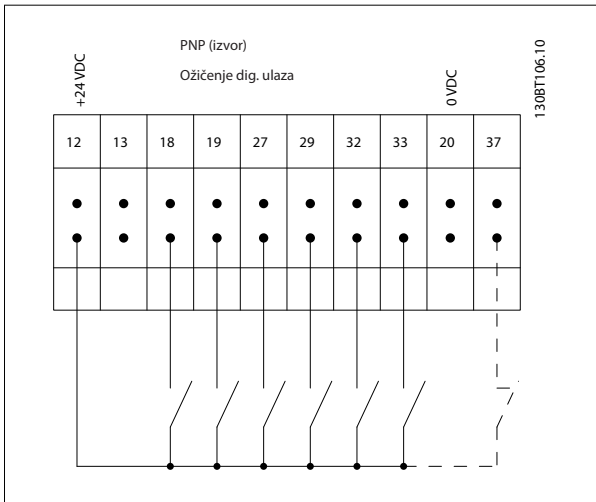 PNP (izvor)
Ožičenje dig. ulaza
+24 VDC
0 VDC
130BT106.10
12 13 18 19 27 29 32 33 20 37